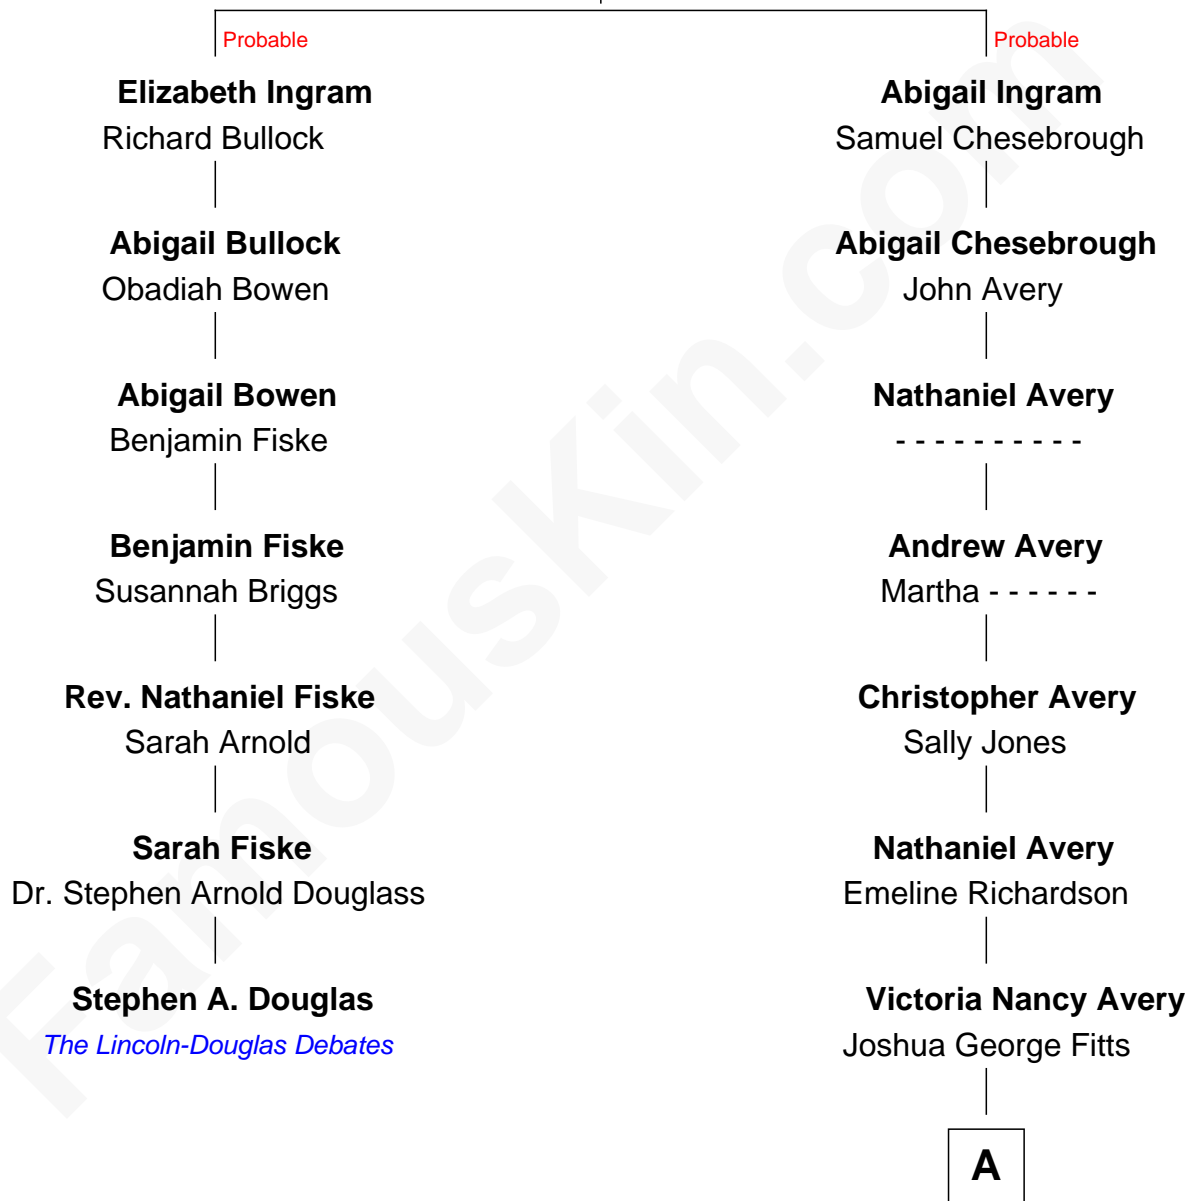 Probable
Probable
Elizabeth Ingram
Richard Bullock
Abigail Ingram
Samuel Chesebrough
Abigail Bullock
Obadiah Bowen
Abigail Chesebrough
John Avery
Abigail Bowen
Benjamin Fiske
Nathaniel Avery
- - - - - - - - - -
Benjamin Fiske
Susannah Briggs
Andrew Avery
Martha - - - - - -
Rev. Nathaniel Fiske
Sarah Arnold
Christopher Avery
Sally Jones
Sarah Fiske
Dr. Stephen Arnold Douglass
Nathaniel Avery
Emeline Richardson
Stephen A. Douglas
The Lincoln-Douglas Debates
Victoria Nancy Avery
Joshua George Fitts
A
FamousKin.com